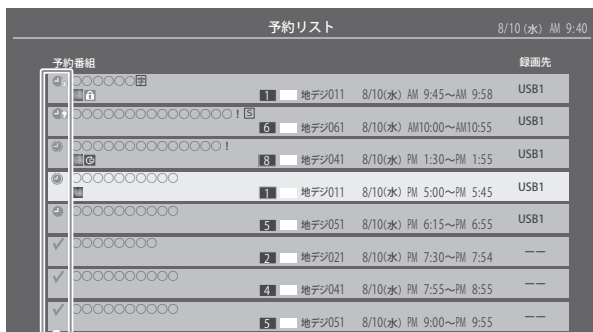 予約リスト 8/10 (水) AM 9:40
予約番組 録画先
○○○○○○字
1 地デジ011 8/10(水) AM 9:45～AM 9:58 USB1
○○○○○○○○○○○○○○○！S
6 地デジ061 8/10(水) AM10:00～AM10:55 USB1
○○○○○○○○○○○○○○！
8 地デジ041 8/10(水) PM 1:30～PM 1:55 USB1
○○○○○○○○○○
1 地デジ011 8/10(水) PM 5:00～PM 5:45 USB1
○○○○○○○○○○
5 地デジ051 8/10(水) PM 6:15～PM 6:55 USB1
○○○○○○○○
2 地デジ021 8/10(水) PM 7:30～PM 7:54 ——
○○○○○○○○○○
4 地デジ041 8/10(水) PM 7:55～PM 8:55 ——
○○○○○○○○○○
5 地デジ051 8/10(水) PM 9:00～PM 9:55 ——